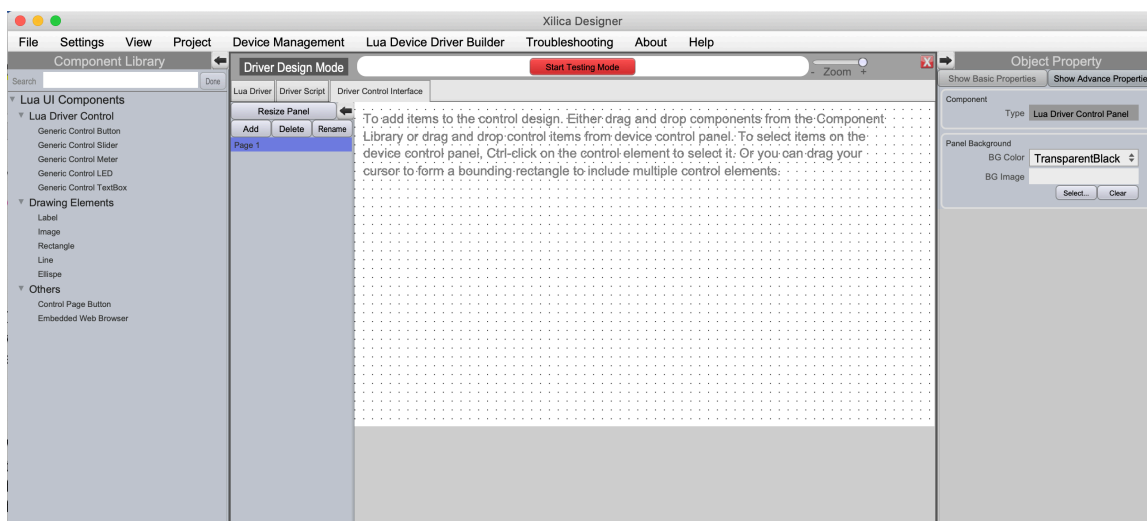 Xilica Designer
File Settings View Project Device Management Lua Device Driver Builder Troubleshooting About Help
Component Library
Search Done
Lua UI Components
Lua Driver Control
Generic Control Button
Generic Control Slider
Generic Control Meter
Generic Control LED
Generic Control TextBox
Drawing Elements
Label
Image
Rectangle
Line
Ellispe
Others
Control Page Button
Embedded Web Browser
Driver Design Mode Start Testing Mode - Zoom + X
Lua Driver Driver Script Driver Control Interface
Resize Panel
Add Delete Rename
Page 1
To add items to the control design. Either drag and drop components from the Component
Library or drag and drop control items from device control panel. To select items on the
device control panel, Ctrl-click on the control element to select it. Or you can drag your
cursor to form a bounding rectangle to include multiple control elements.
Object Property
Show Basic Properties Show Advance Propertie
Component
Type Lua Driver Control Panel
Panel Background
BG Color TransparentBlack
BG Image
Select... Clear